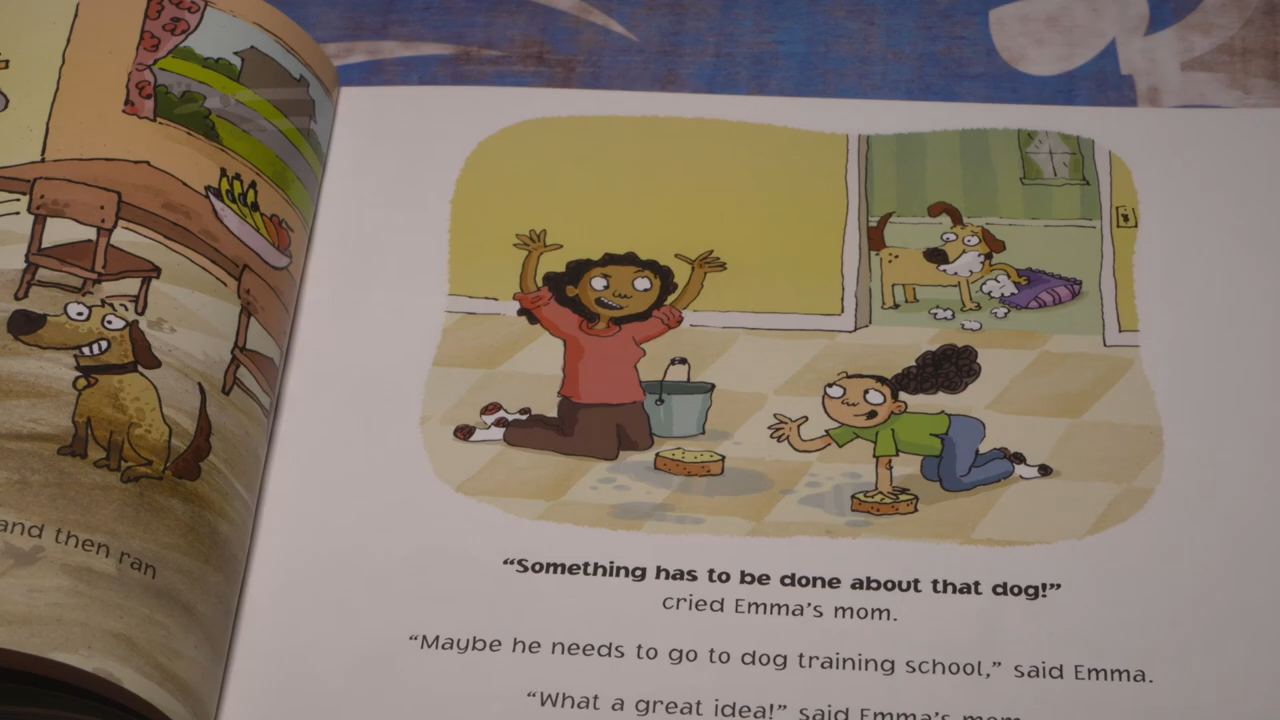 and then ran
“Something has to be done about that dog!”
cried Emma’s mom.
“Maybe he needs to go to dog training school,” said Emma.
“What a great idea!” said Emma’s mom